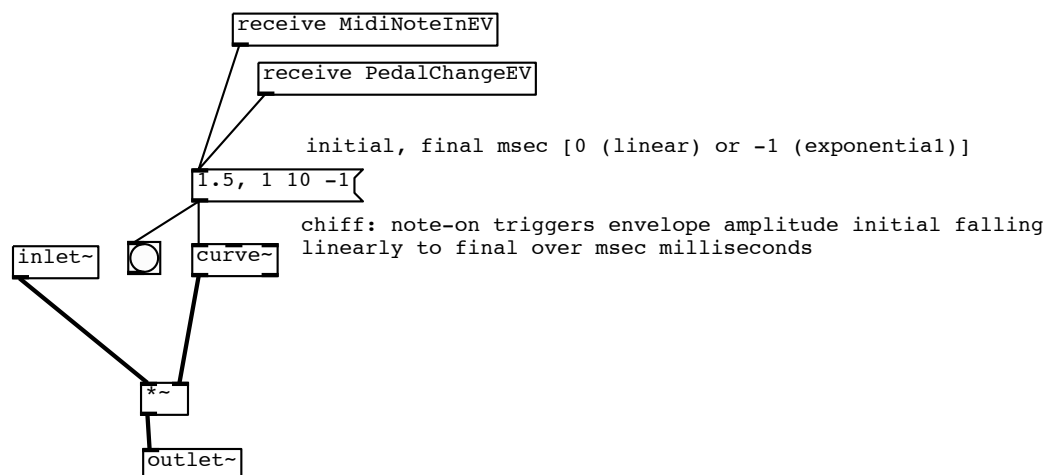 receive MidiNoteInEV
receive PedalChangeEV
initial, final msec [0 (linear) or -1 (exponential)]
1.5, 1 10 -1
chiff: note-on triggers envelope amplitude initial falling
linearly to final over msec milliseconds
inlet~
curve~
*~
outlet~